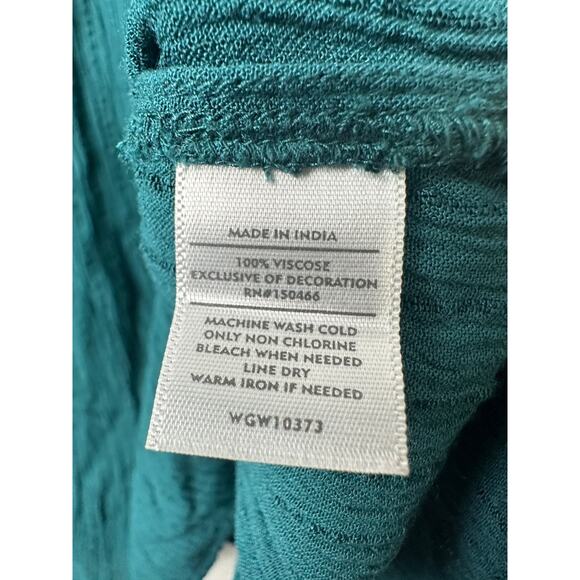 MADE IN INDIA
100% VISCOSE
EXCLUSIVE OF DECORATION
RN#150466
MACHINE WASH COLD
ONLY NON CHLORINE
BLEACH WHEN NEEDED
LINE DRY
WARM IRON IF NEEDED
WGW10373